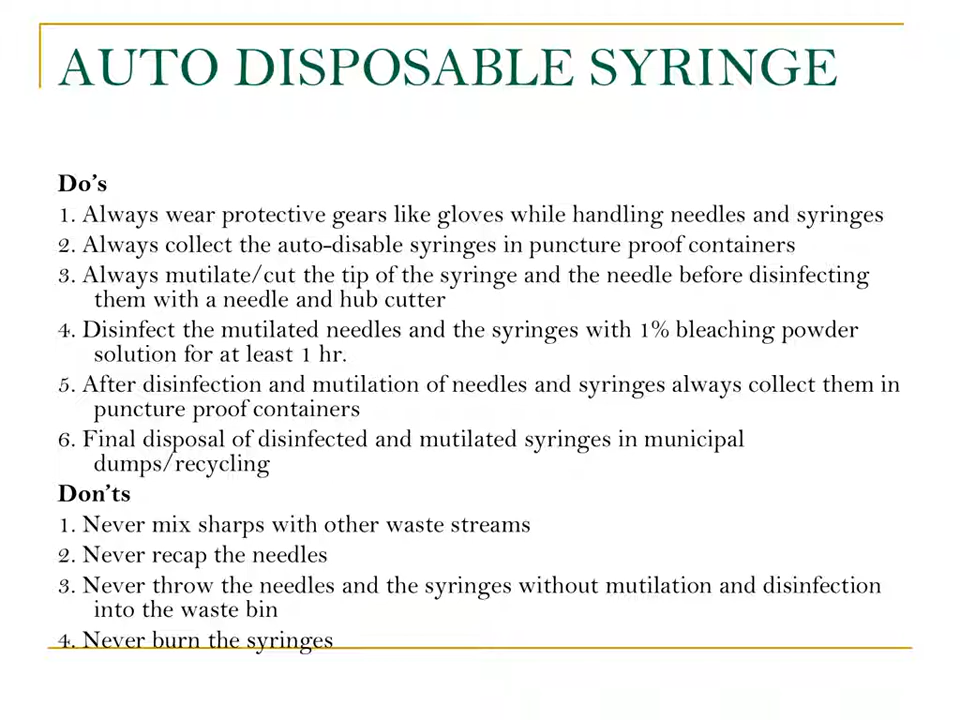 AUTO DISPOSABLE SYRINGE
Do’s
1. Always wear protective gears like gloves while handling needles and syringes
2. Always collect the auto-disable syringes in puncture proof containers
3. Always mutilate/cut the tip of the syringe and the needle before disinfecting
them with a needle and hub cutter
4. Disinfect the mutilated needles and the syringes with 1% bleaching powder
solution for at least 1 hr.
5. After disinfection and mutilation of needles and syringes always collect them in
puncture proof containers
6. Final disposal of disinfected and mutilated syringes in municipal
dumps/recycling
Don’ts
1. Never mix sharps with other waste streams
2. Never recap the needles
3. Never throw the needles and the syringes without mutilation and disinfection
into the waste bin
4. Never burn the syringes